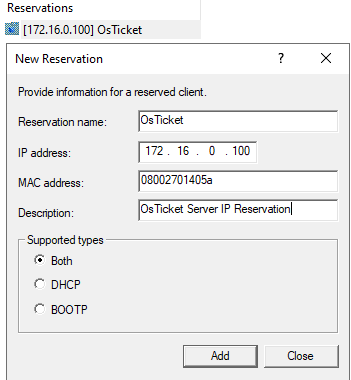 Reservations
[172.16.0.100] OsTicket
New Reservation
Provide information for a reserved client.
Reservation name: OsTicket
IP address: 172 . 16 . 0 . 100
MAC address: 08002701405a
Description: OsTicket Server IP Reservation
Supported types
Both
DHCP
BOOTP
Add Close